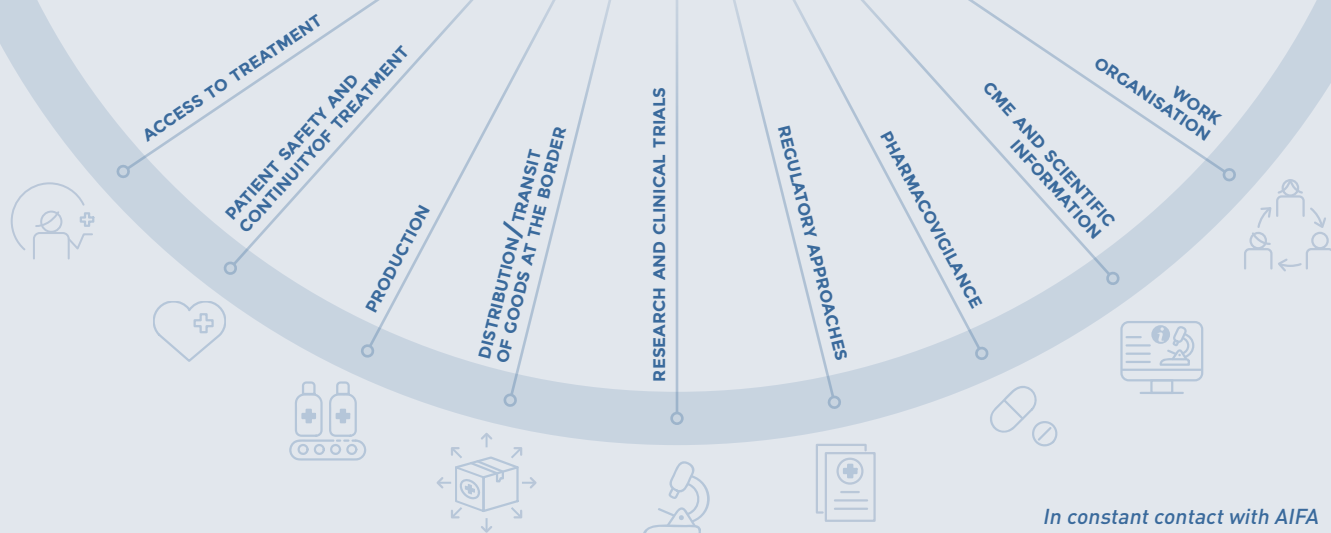 ACCESS TO TREATMENT
PATIENT SAFETY AND
CONTINUITYOF TREATMENT
PRODUCTION
DISTRIBUTION/TRANSIT
OF GOODS AT THE BORDER
RESEARCH AND CLINICAL TRIALS
REGULATORY APPROACHES
PHARMACOVIGILANCE
CME AND SCIENTIFIC
INFORMATION
WORK
ORGANISATION
In constant contact with AIFA